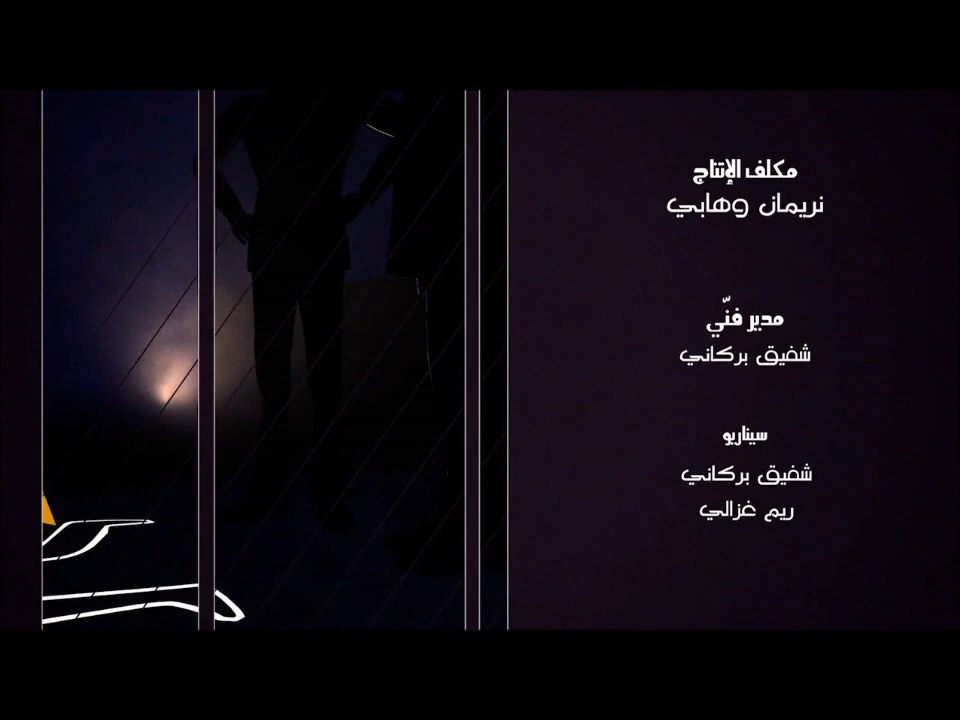 مكلف الإنتاج
نريمان وهابي
مدير فنّي
شفيق بركاني
سيناريو
شفيق بركاني
ريم غزالي